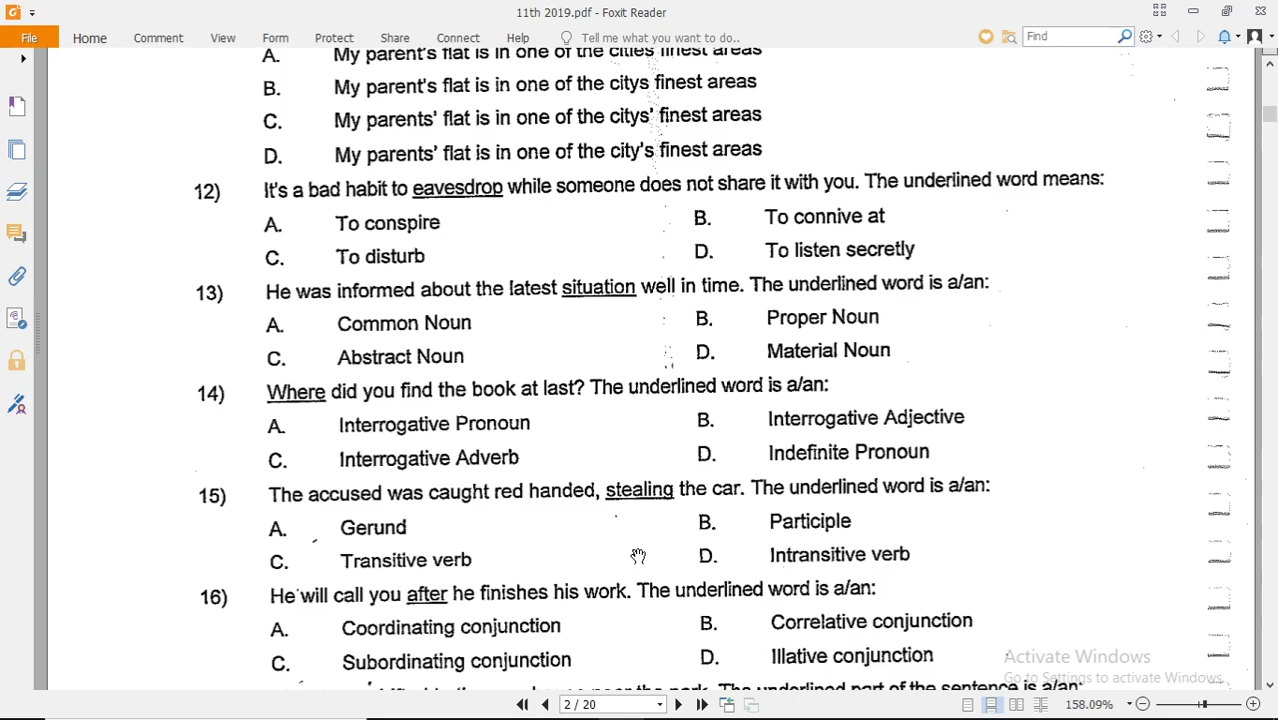 11th 2019.pdf - Foxit Reader
File Home Comment View Form Protect Share Connect Help Tell me what you want to do.. Find
A. My parent's flat is in one of the cities finest areas
B. My parent's flat is in one of the citys finest areas
C. My parents' flat is in one of the citys' finest areas
D. My parents' flat is in one of the city's finest areas
12) It's a bad habit to eavesdrop while someone does not share it with you. The underlined word means:
A. To conspire B. To connive at
C. To disturb D. To listen secretly
13) He was informed about the latest situation well in time. The underlined word is a/an:
A. Common Noun B. Proper Noun
C. Abstract Noun D. Material Noun
14) Where did you find the book at last? The underlined word is a/an:
A. Interrogative Pronoun B. Interrogative Adjective
C. Interrogative Adverb D. Indefinite Pronoun
15) The accused was caught red handed, stealing the car. The underlined word is a/an:
A. Gerund B. Participle
C. Transitive verb D. Intransitive verb
16) He will call you after he finishes his work. The underlined word is a/an:
A. Coordinating conjunction B. Correlative conjunction
C. Subordinating conjunction D. Illative conjunction
Activate Windows
Go to Settings to activate Windows.
the park. The underlined part of the sentence is a/an:
2 / 20 158.09%